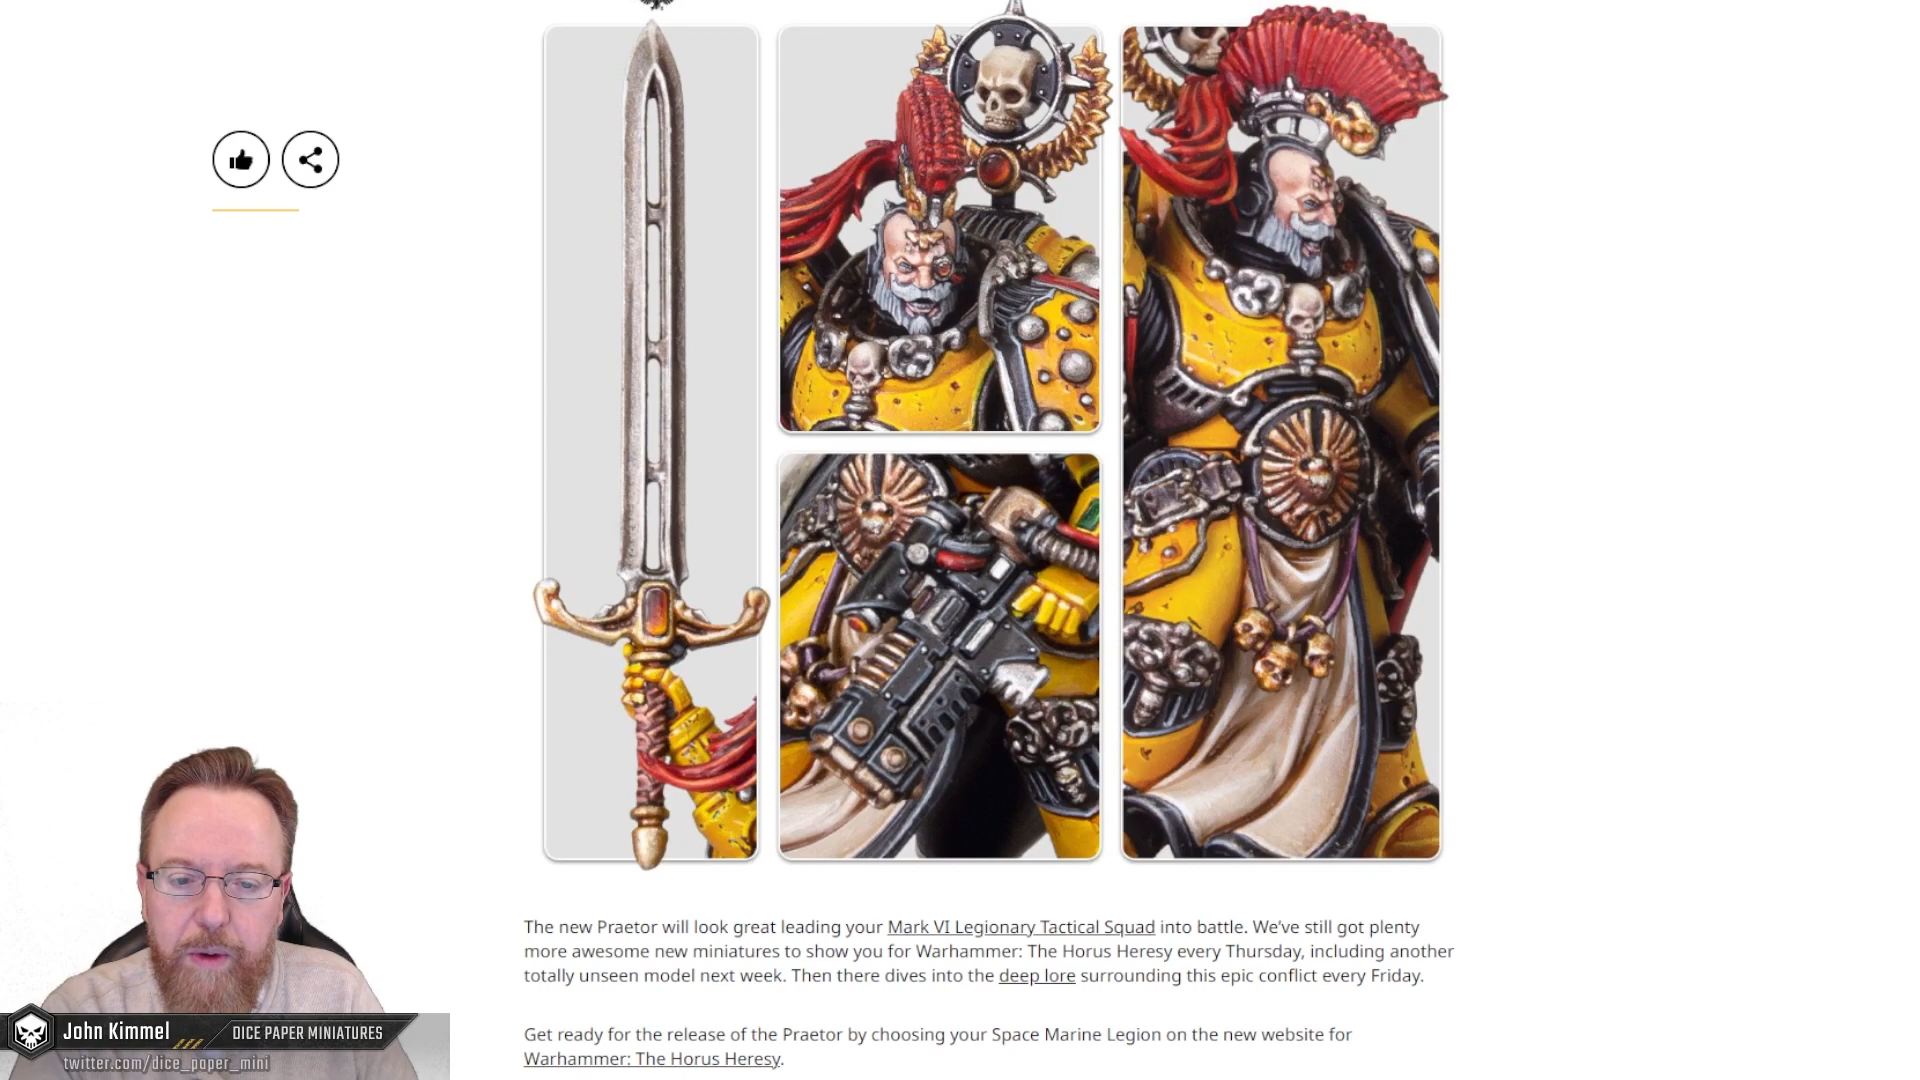 The new Praetor will look great leading your Mark VI Legionary Tactical Squad into battle. We’ve still got plenty
more awesome new miniatures to show you for Warhammer: The Horus Heresy every Thursday, including another
totally unseen model next week. Then there dives into the deep lore surrounding this epic conflict every Friday.
Get ready for the release of the Praetor by choosing your Space Marine Legion on the new website for
Warhammer: The Horus Heresy.
John Kimmel
DICE PAPER MINIATURES
twitter.com/dice_paper_mini